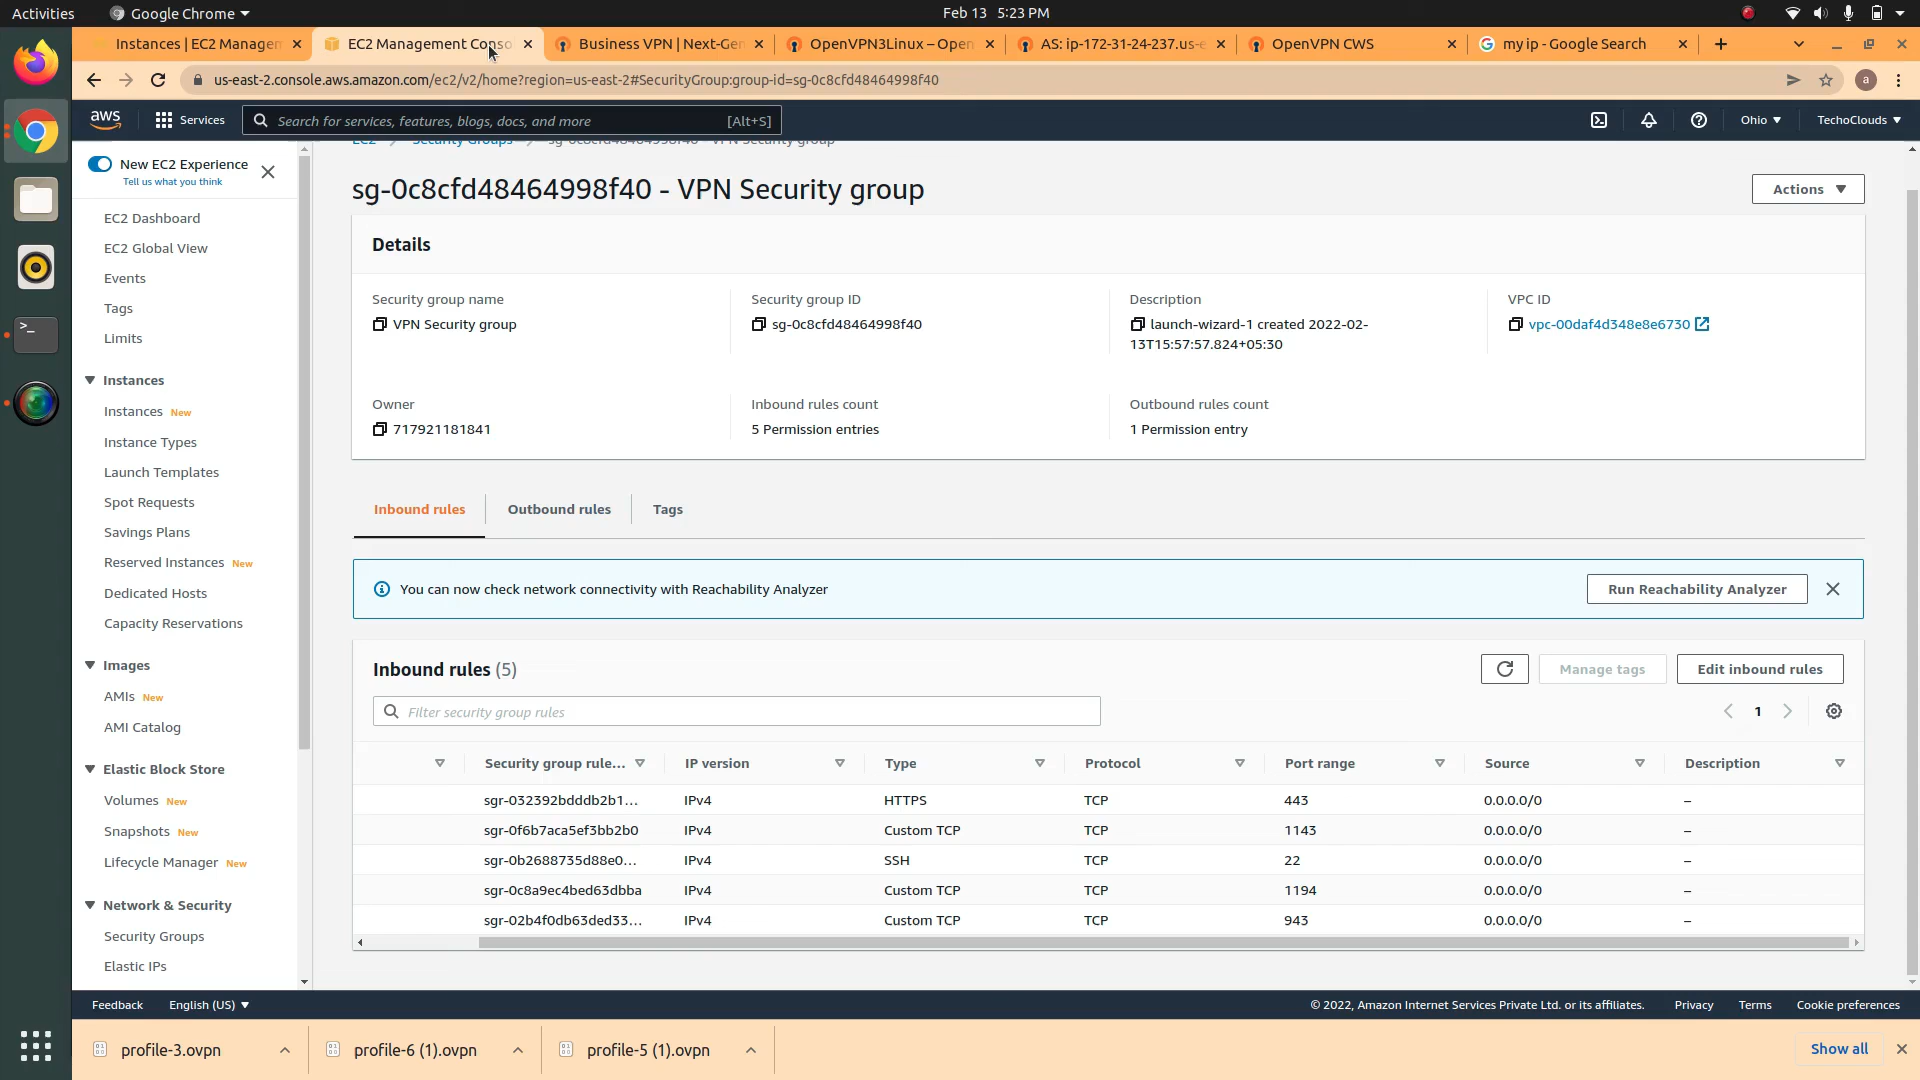 Activities
Google Chrome
Feb 13 5:23 PM
Instances | EC2 Managem
EC2 Management Conso
Business VPN | Next-Gen
OpenVPN3Linux – Open
AS: ip-172-31-24-237.us-e
OpenVPN CWS
my ip - Google Search
us-east-2.console.aws.amazon.com/ec2/v2/home?region=us-east-2#SecurityGroup:group-id=sg-0c8cfd48464998f40
a
aws
Services
Search for services, features, blogs, docs, and more
[Alt+S]
Ohio
TechoClouds
New EC2 Experience
Tell us what you think
EC2 Dashboard
EC2 Global View
Events
Tags
Limits
Instances
Instances New
Instance Types
Launch Templates
Spot Requests
Savings Plans
Reserved Instances New
Dedicated Hosts
Capacity Reservations
Images
AMIs New
AMI Catalog
Elastic Block Store
Volumes New
Snapshots New
Lifecycle Manager New
Network & Security
Security Groups
Elastic IPs
EC2 Security Groups sg-0c8cfd48464998f40 - VPN Security group
sg-0c8cfd48464998f40 - VPN Security group
Actions
Details
Security group name
VPN Security group
Security group ID
sg-0c8cfd48464998f40
Description
launch-wizard-1 created 2022-02-
13T15:57:57.824+05:30
VPC ID
vpc-00daf4d348e8e6730
Owner
717921181841
Inbound rules count
5 Permission entries
Outbound rules count
1 Permission entry
Inbound rules
Outbound rules
Tags
You can now check network connectivity with Reachability Analyzer
Run Reachability Analyzer
Inbound rules (5)
Manage tags
Edit inbound rules
Filter security group rules
1
Security group rule... IP version Type Protocol Port range Source Description
sgr-032392bdddb2b1... IPv4 HTTPS TCP 443 0.0.0.0/0 –
sgr-0f6b7aca5ef3bb2b0 IPv4 Custom TCP TCP 1143 0.0.0.0/0 –
sgr-0b2688735d88e0... IPv4 SSH TCP 22 0.0.0.0/0 –
sgr-0c8a9ec4bed63dbba IPv4 Custom TCP TCP 1194 0.0.0.0/0 –
sgr-02b4f0db63ded33... IPv4 Custom TCP TCP 943 0.0.0.0/0 –
Feedback
English (US)
© 2022, Amazon Internet Services Private Ltd. or its affiliates.
Privacy
Terms
Cookie preferences
profile-3.ovpn
profile-6 (1).ovpn
profile-5 (1).ovpn
Show all